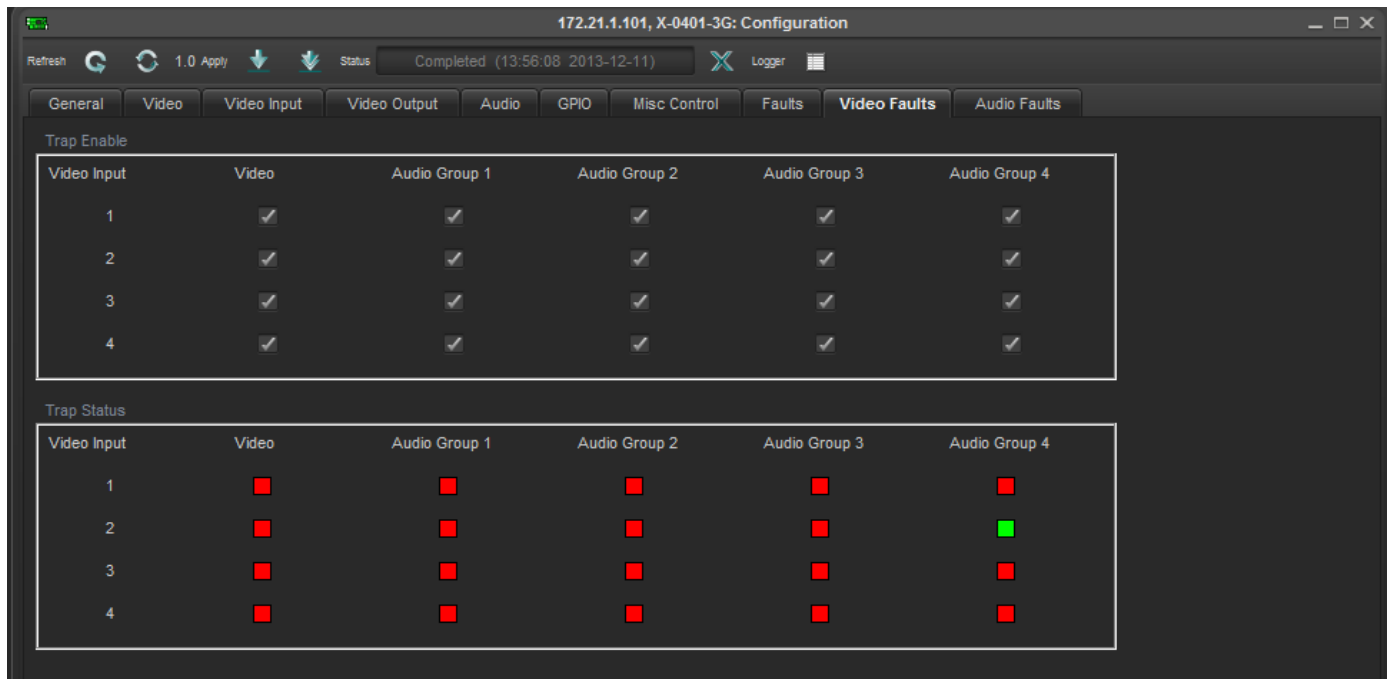 172.21.1.101, X-0401-3G: Configuration
Refresh 1.0 Apply Status Completed (13:56:08 2013-12-11) Logger
General Video Video Input Video Output Audio GPIO Misc Control Faults Video Faults Audio Faults
Trap Enable
Video Input Video Audio Group 1 Audio Group 2 Audio Group 3 Audio Group 4
1
2
3
4
Trap Status
Video Input Video Audio Group 1 Audio Group 2 Audio Group 3 Audio Group 4
1
2
3
4